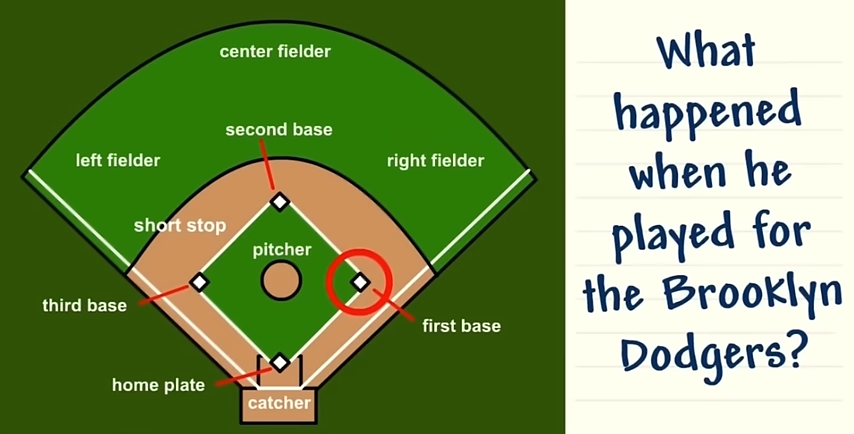 center fielder
second base
left fielder
right fielder
short stop
pitcher
third base
first base
home plate
catcher
What
happened
when he
played for
the Brooklyn
Dodgers?